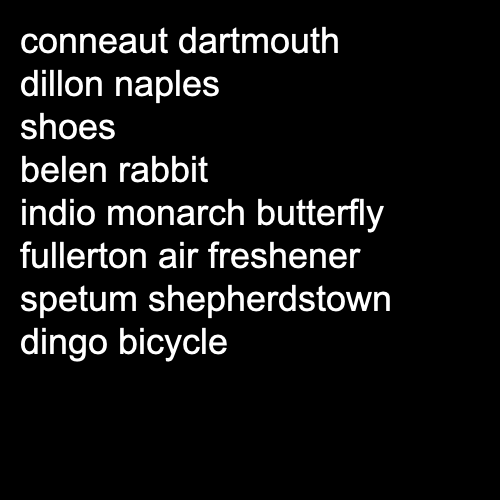 conneaut dartmouth
dillon naples
shoes
belen rabbit
indio monarch butterfly
fullerton air freshener
spetum shepherdstown
dingo bicycle